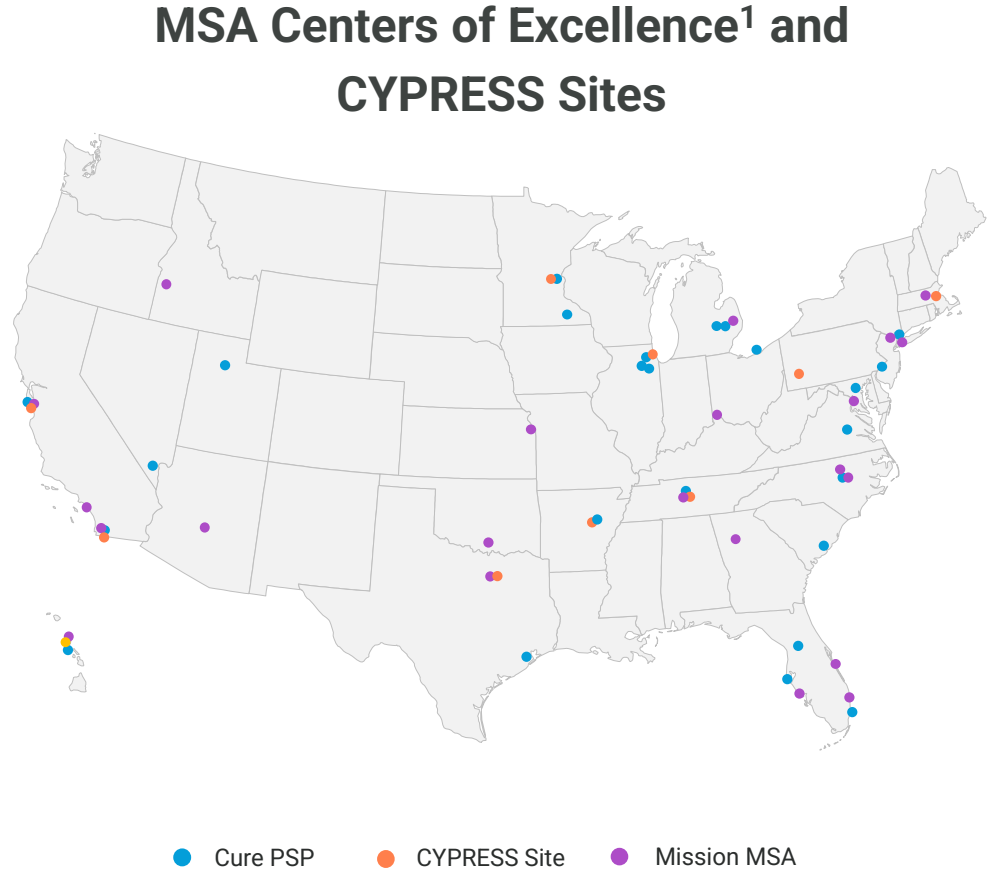 MSA Centers of Excellence¹ and
CYPRESS Sites
Cure PSP
CYPRESS Site
Mission MSA